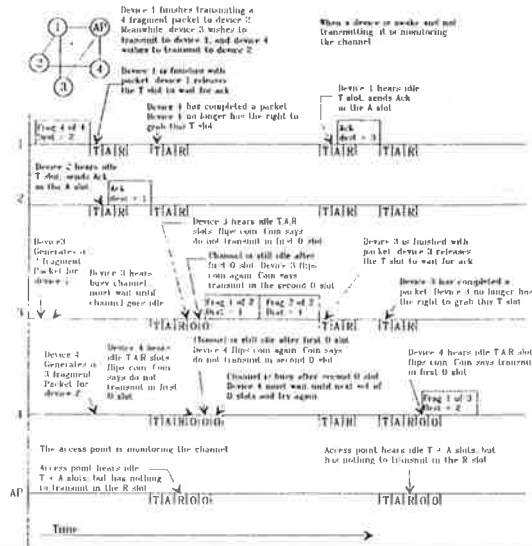 Device 1 finishes transmitting a
4 fragment packet to device 2
Meanwhile, device 3 wishes to
transmit to device 1, and device 4
wishes to transmit to device 2
When a device is awake and not
transmitting, it is monitoring
the channel
1
AP
2
4
3
Device 1 is finished with
packet, device 1 releases
the T slot to wait for ack
Device 1 has completed a packet
Device 1 no longer has the right to
grab this T slot
Device 1 hears idle
T slot, sends Ack
in the A slot
Frag 4 of 4
Dest = 2
Ack
dest = 3
1
T A R
T A R
T A R
T A R
Device 2 hears idle
T slot, sends Ack
in the A slot
Ack
dest = 1
2
T A R
T A R
T A R
T A R
Device 3
Generates a
2 fragment
Packet for
device 1
Device 3 hears
busy channel
must wait until
channel goes idle
Device 3 hears idle T A R
slots, flips coin. Coin says
do not transmit in first O slot
Channel is still idle after
first O slot. Device 3 flips
coin again. Coin says
transmit in the second O slot
Frag 1 of 2
Dest = 1
Frag 2 of 2
Dest = 1
Device 3 is finished with
packet, device 3 releases
the T slot to wait for ack
Device 3 has completed a
packet. Device 3 no longer has
the right to grab this T slot
3
T A R O O
T A R
T A R
Device 4
Generates a
3 fragment
Packet for
device 2
Device 4 hears
idle T A R slots
flips coin. Coin
says do not
transmit in first
O slot
Channel is still idle after first O slot
Device 4 flips coin again. Coin says
do not transmit in second O slot
Channel is busy after second O slot
Device 4 must wait until next set of
O slots and try again
Device 4 hears idle T A R slots
flips coin. Coin says transmit
in first O slot
Frag 1 of 3
Dest = 2
4
T A R O O
T A R O
The access point is monitoring the channel
Access point hears idle
T + A slots, but has nothing
to transmit in the R slot
Access point hears idle T + A slots, but
has nothing to transmit in the R slot
AP
T A R O O
T A R O O
Time